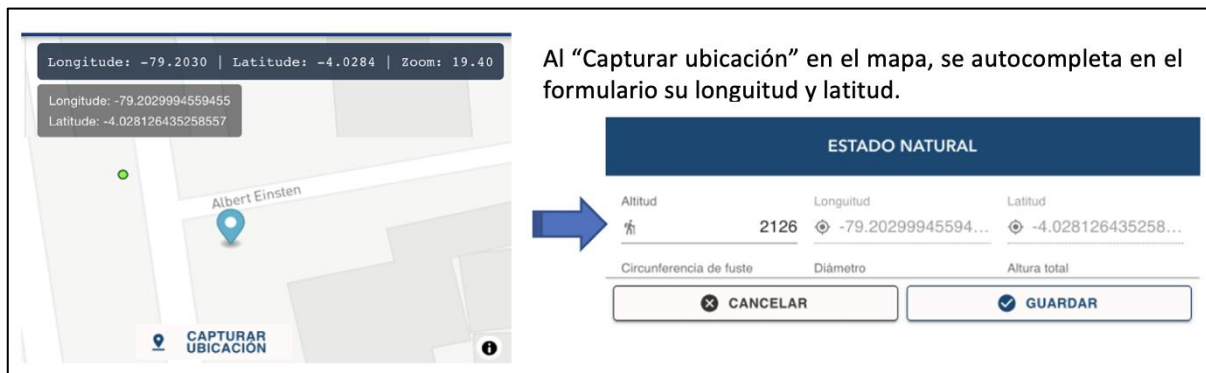 Longitude: -79.2030 | Latitude: -4.0284 | Zoom: 19.40
Longitude: -79.2029994559455
Latitude: -4.028126435258557
Albert Einsten
CAPTURAR
UBICACIÓN
Al “Capturar ubicación” en el mapa, se autocompleta en el
formulario su longuitud y latitud.
ESTADO NATURAL
Altitud Longuitud Latitud
2126 -79.20299945594... -4.028126435258...
Circunferencia de fuste Diámetro Altura total
CANCELAR GUARDAR